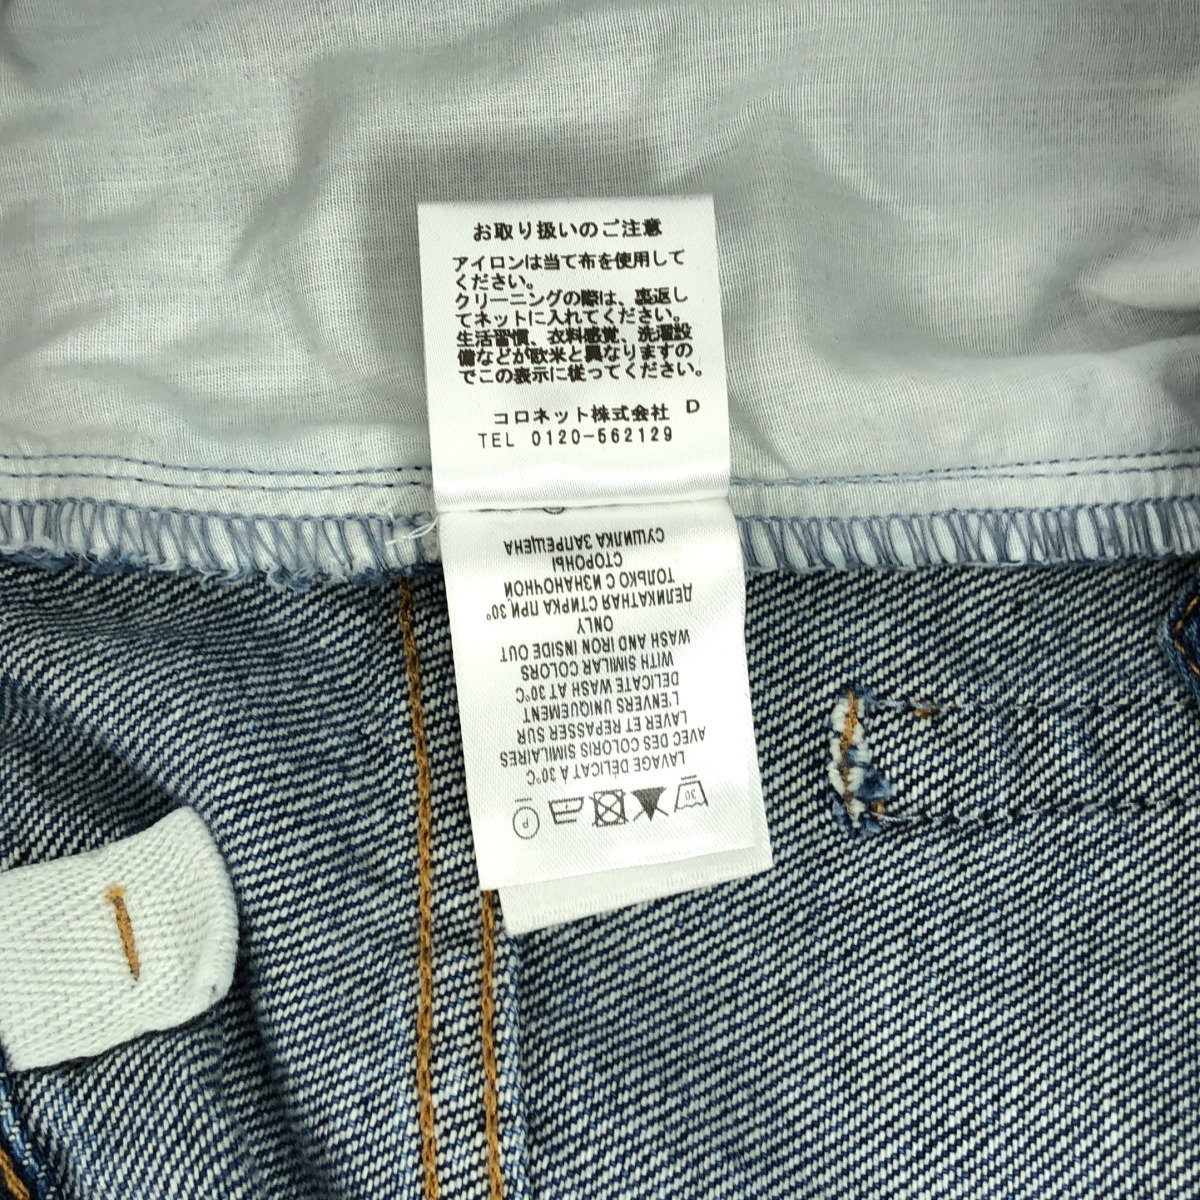 お取り扱いのご注意
アイロンは当て布を使用して
ください。
クリーニングの際は、裏返し
てネットに入れてください。
生活習慣、衣料感覚、洗濯設
備などが欧米と異なりますの
でこの表示に従ってください。
コロネット株式会社 D
TEL 0120-562129
30
P
LAVAGE DÉLICAT A 30°C
AVEC DES COLORIS SIMILAIRES
LAVER ET REPASSER SUR
L'ENVERS UNIQUEMENT
DELICATE WASH AT 30°C
WITH SIMILAR COLORS
WASH AND IRON INSIDE OUT
ONLY
ДЕЛИКАТНАЯ СТИРКА ПРИ 30°
ТОЛЬКО С ИЗНАНОЧНОЙ
СТОРОНЫ
СУШИЛКА ЗАПРЕЩЕНА